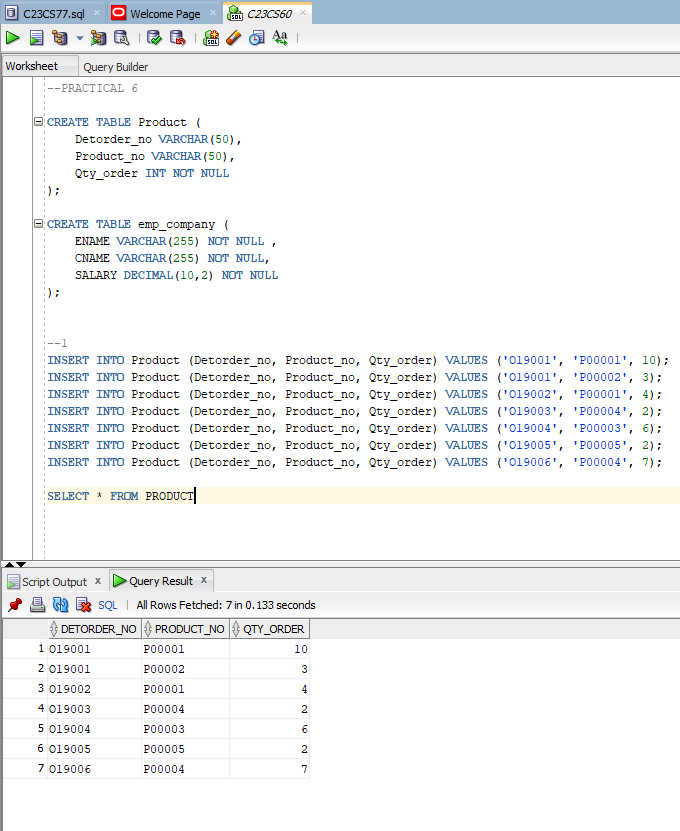 C23CS77.sql × Welcome Page × C23CS60 ×
SQL SQL Aa
Worksheet Query Builder
--PRACTICAL 6
CREATE TABLE Product (
Detorder_no VARCHAR(50),
Product_no VARCHAR(50),
Qty_order INT NOT NULL
);
CREATE TABLE emp_company (
ENAME VARCHAR(255) NOT NULL ,
CNAME VARCHAR(255) NOT NULL,
SALARY DECIMAL(10,2) NOT NULL
);
--1
INSERT INTO Product (Detorder_no, Product_no, Qty_order) VALUES ('O19001', 'P00001', 10);
INSERT INTO Product (Detorder_no, Product_no, Qty_order) VALUES ('O19001', 'P00002', 3);
INSERT INTO Product (Detorder_no, Product_no, Qty_order) VALUES ('O19002', 'P00001', 4);
INSERT INTO Product (Detorder_no, Product_no, Qty_order) VALUES ('O19003', 'P00004', 2);
INSERT INTO Product (Detorder_no, Product_no, Qty_order) VALUES ('O19004', 'P00003', 6);
INSERT INTO Product (Detorder_no, Product_no, Qty_order) VALUES ('O19005', 'P00005', 2);
INSERT INTO Product (Detorder_no, Product_no, Qty_order) VALUES ('O19006', 'P00004', 7);
SELECT * FROM PRODUCT
Script Output × Query Result ×
SQL | All Rows Fetched: 7 in 0.133 seconds
DETORDER_NO PRODUCT_NO QTY_ORDER
1 O19001 P00001 10
2 O19001 P00002 3
3 O19002 P00001 4
4 O19003 P00004 2
5 O19004 P00003 6
6 O19005 P00005 2
7 O19006 P00004 7